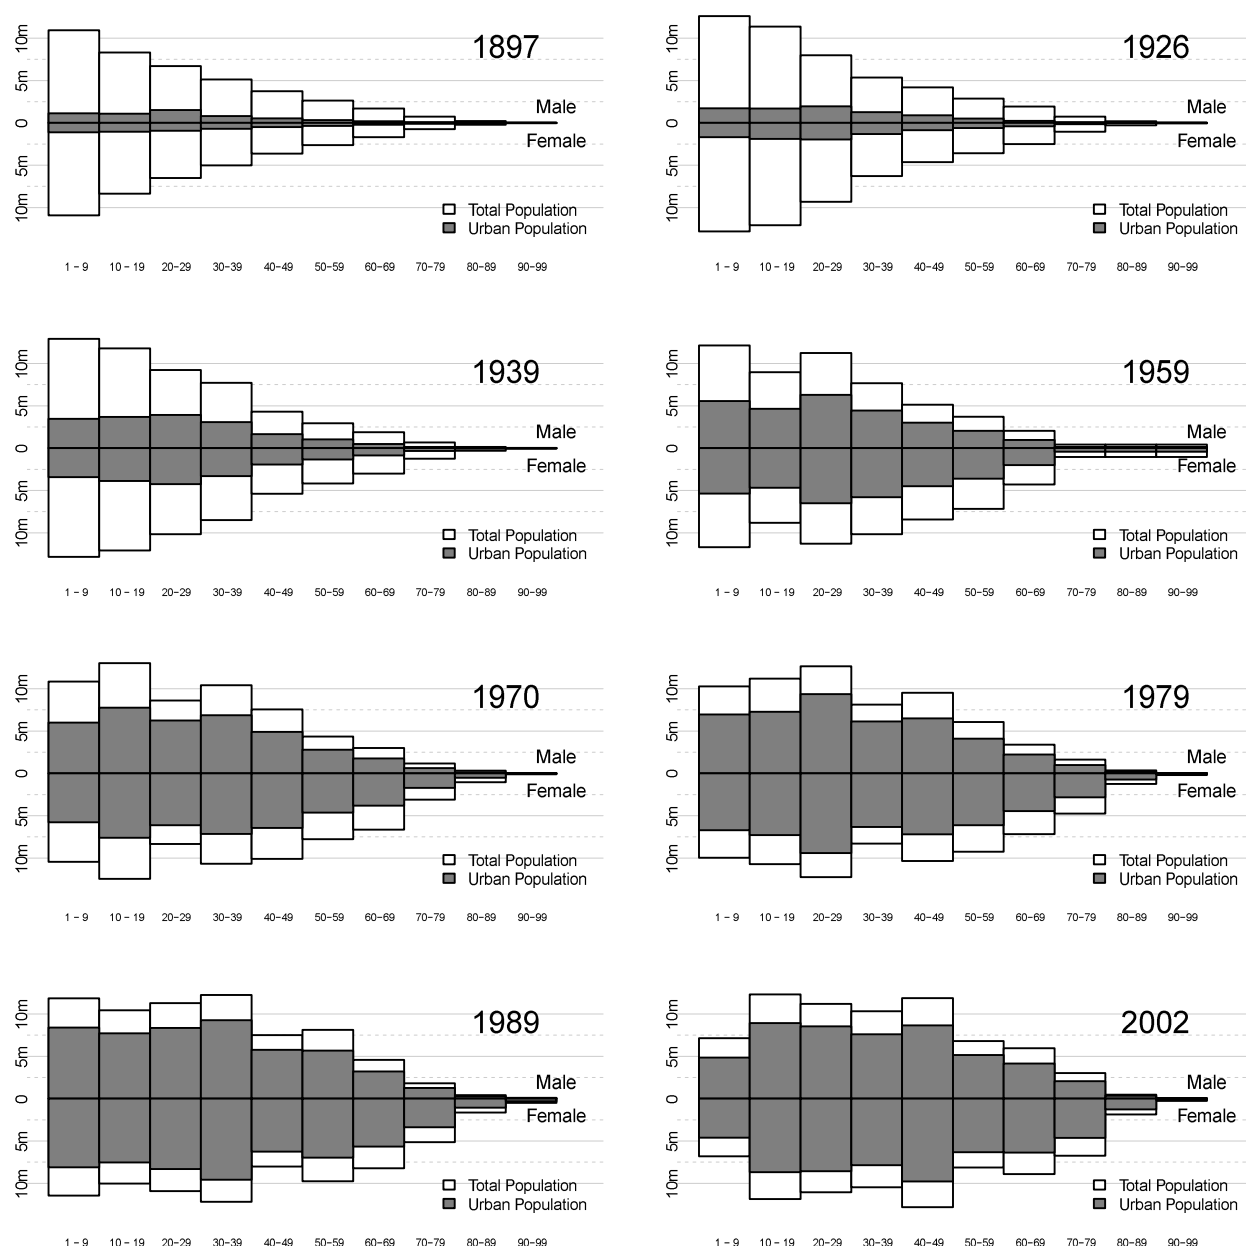 10m
5m
0
5m
10m
1897
Male
Female
Total Population
Urban Population
1 – 9 10 – 19 20–29 30–39 40–49 50–59 60–69 70–79 80–89 90–99
10m
5m
0
5m
10m
1926
Male
Female
Total Population
Urban Population
1 – 9 10 – 19 20–29 30–39 40–49 50–59 60–69 70–79 80–89 90–99
10m
5m
0
5m
10m
1939
Male
Female
Total Population
Urban Population
1 – 9 10 – 19 20–29 30–39 40–49 50–59 60–69 70–79 80–89 90–99
10m
5m
0
5m
10m
1959
Male
Female
Total Population
Urban Population
1 – 9 10 – 19 20–29 30–39 40–49 50–59 60–69 70–79 80–89 90–99
10m
5m
0
5m
10m
1970
Male
Female
Total Population
Urban Population
1 – 9 10 – 19 20–29 30–39 40–49 50–59 60–69 70–79 80–89 90–99
10m
5m
0
5m
10m
1979
Male
Female
Total Population
Urban Population
1 – 9 10 – 19 20–29 30–39 40–49 50–59 60–69 70–79 80–89 90–99
10m
5m
0
5m
10m
1989
Male
Female
Total Population
Urban Population
1 – 9 10 – 19 20–29 30–39 40–49 50–59 60–69 70–79 80–89 90–99
10m
5m
0
5m
10m
2002
Male
Female
Total Population
Urban Population
1 – 9 10 – 19 20–29 30–39 40–49 50–59 60–69 70–79 80–89 90–99